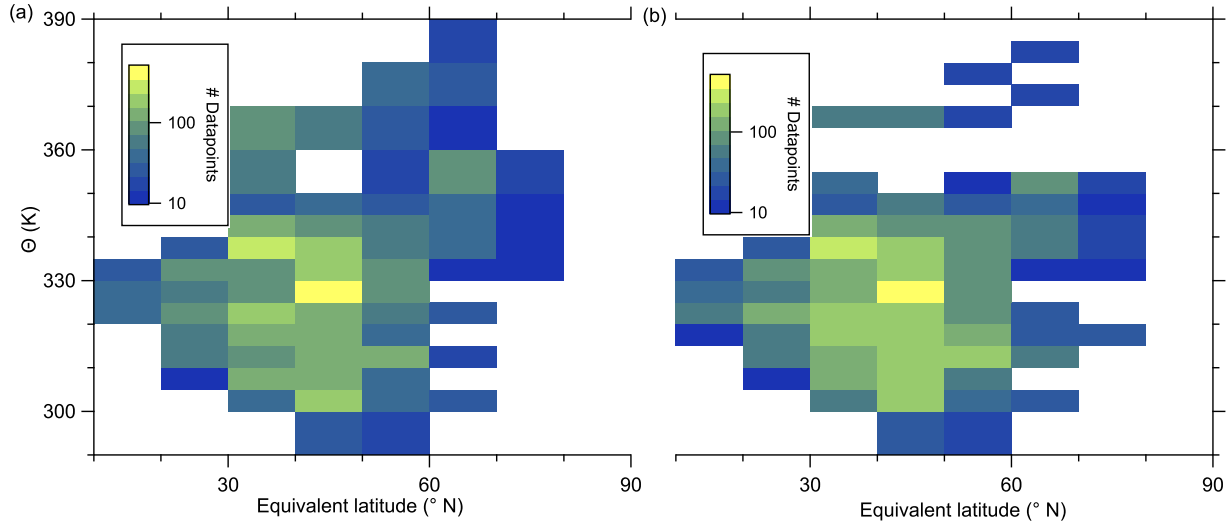 (a)
(b)
390
360
330
300
Θ (K)
# Datapoints
100
10
# Datapoints
100
10
30
60
90
30
60
90
Equivalent latitude (° N)
Equivalent latitude (° N)